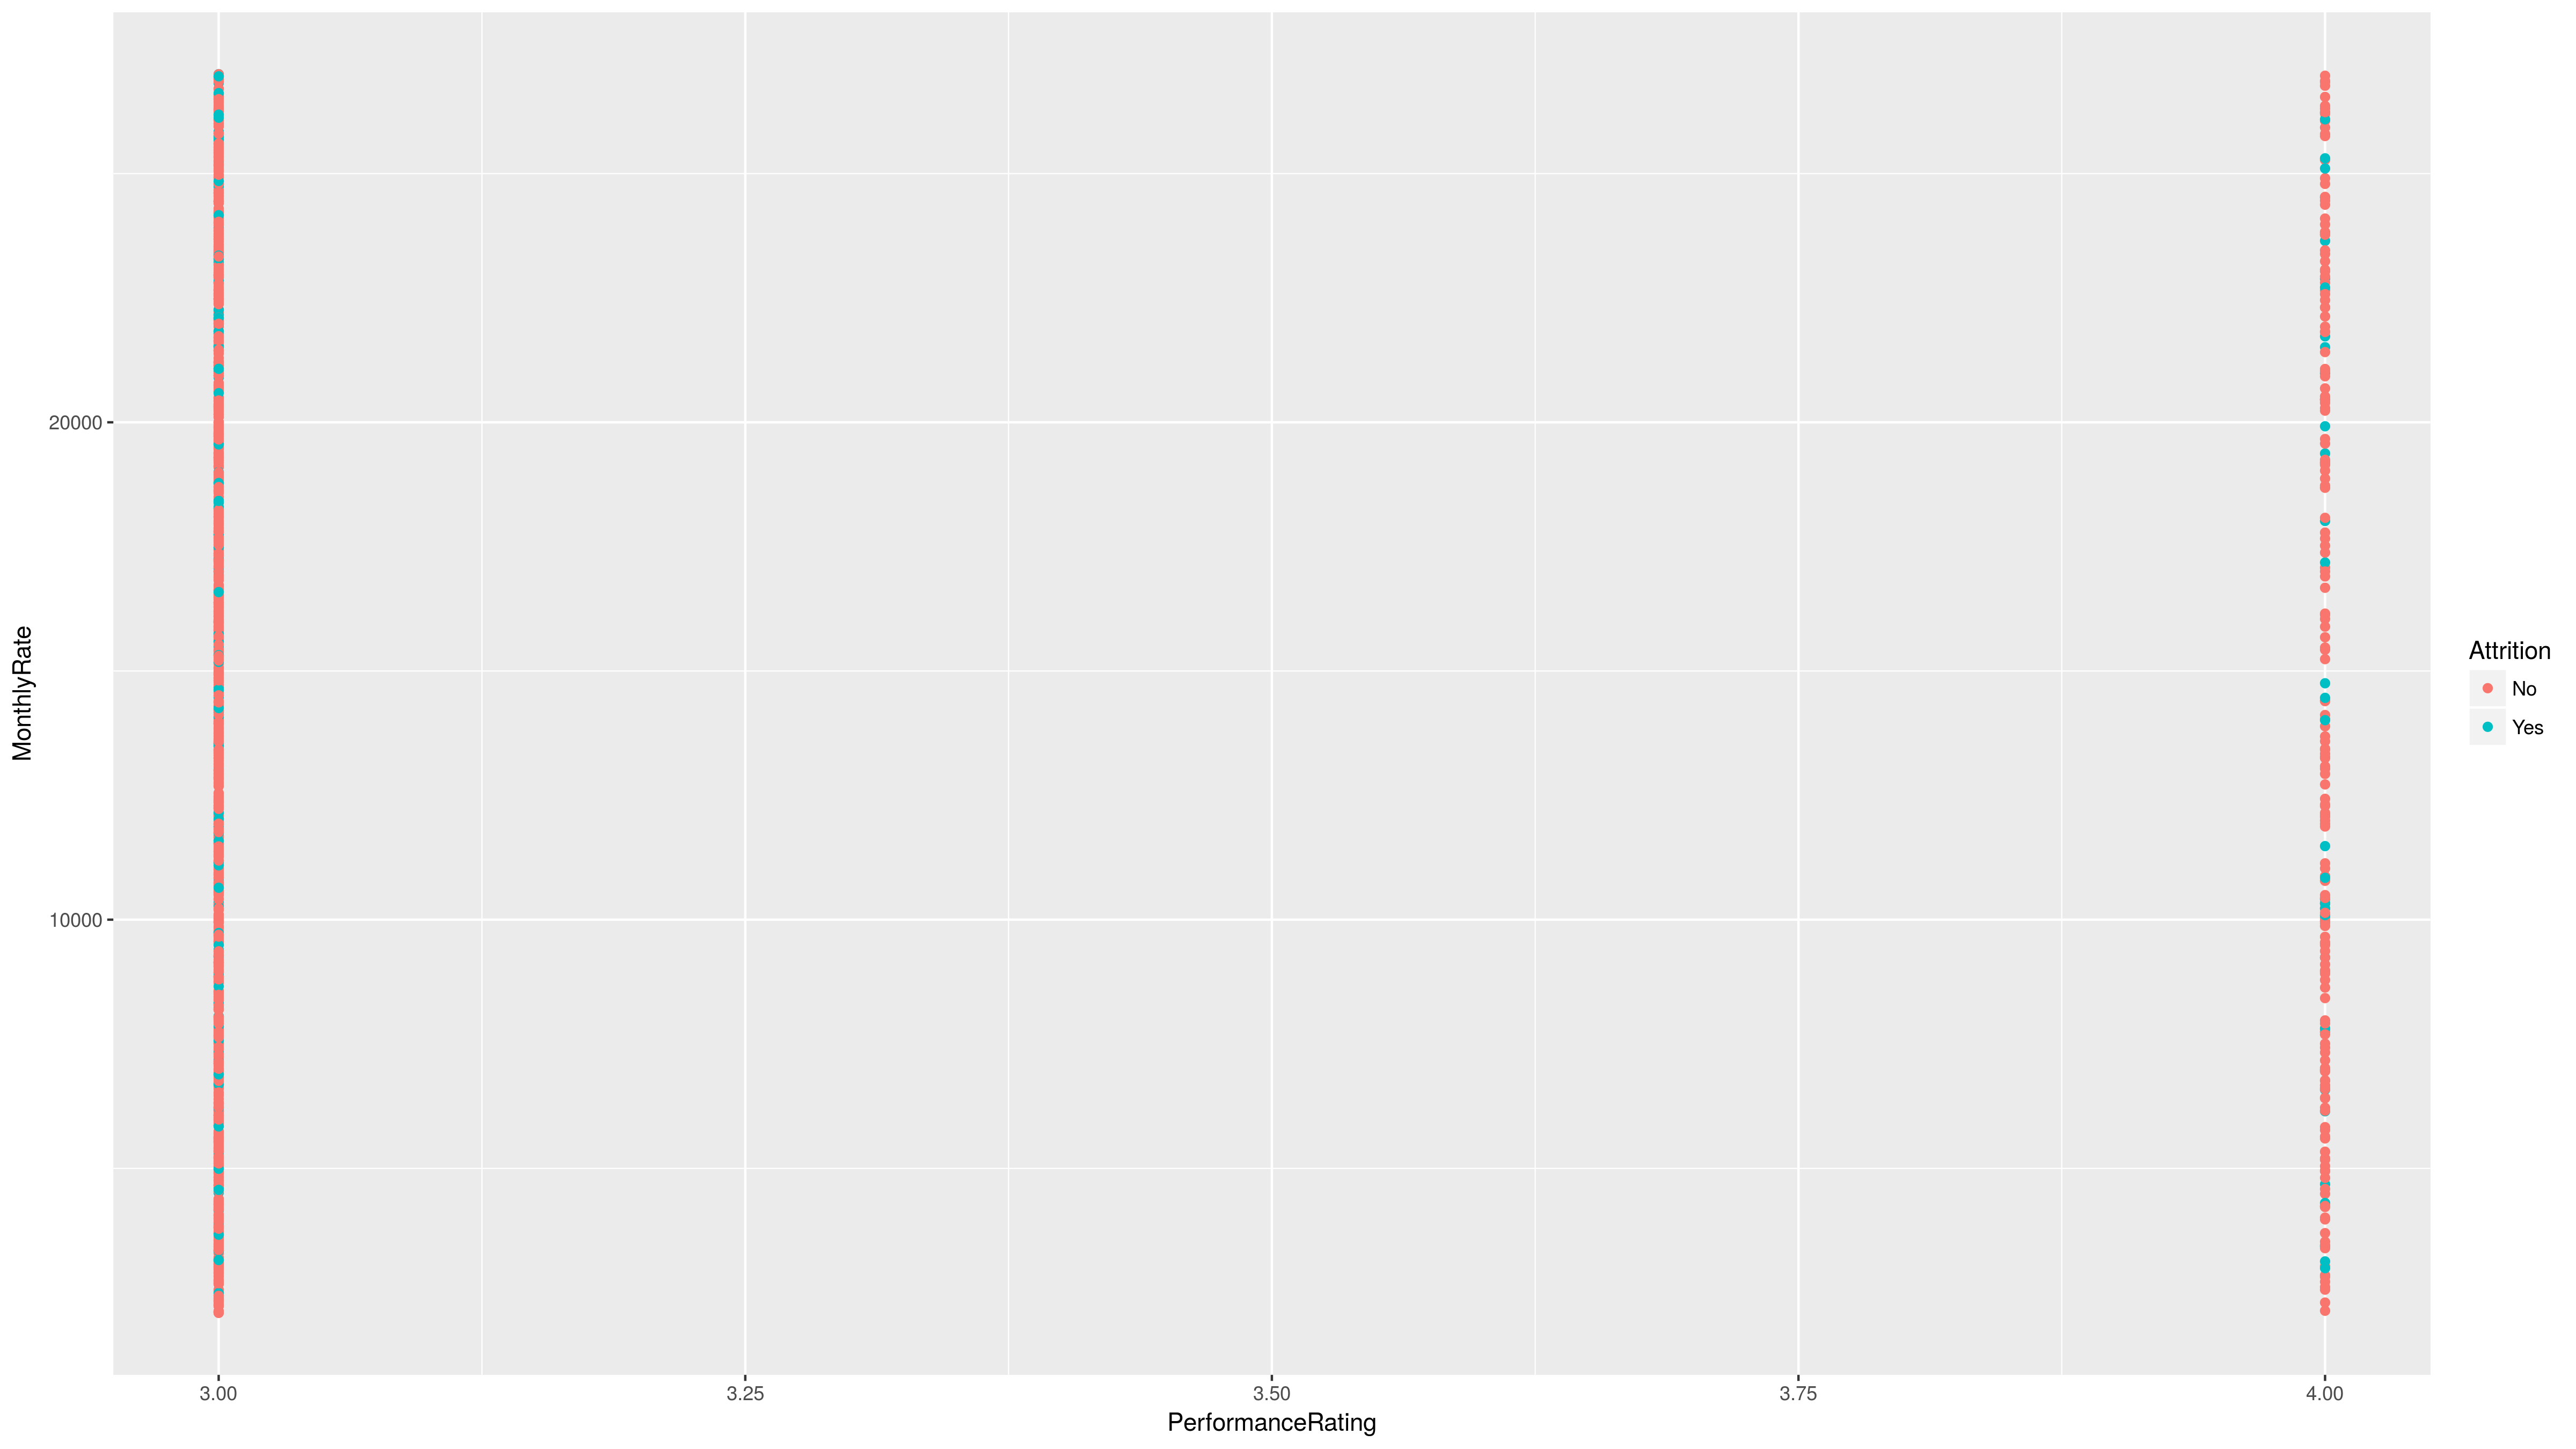 20000
10000
MonthlyRate
3.00
3.25
3.50
3.75
4.00
PerformanceRating
Attrition
No
Yes